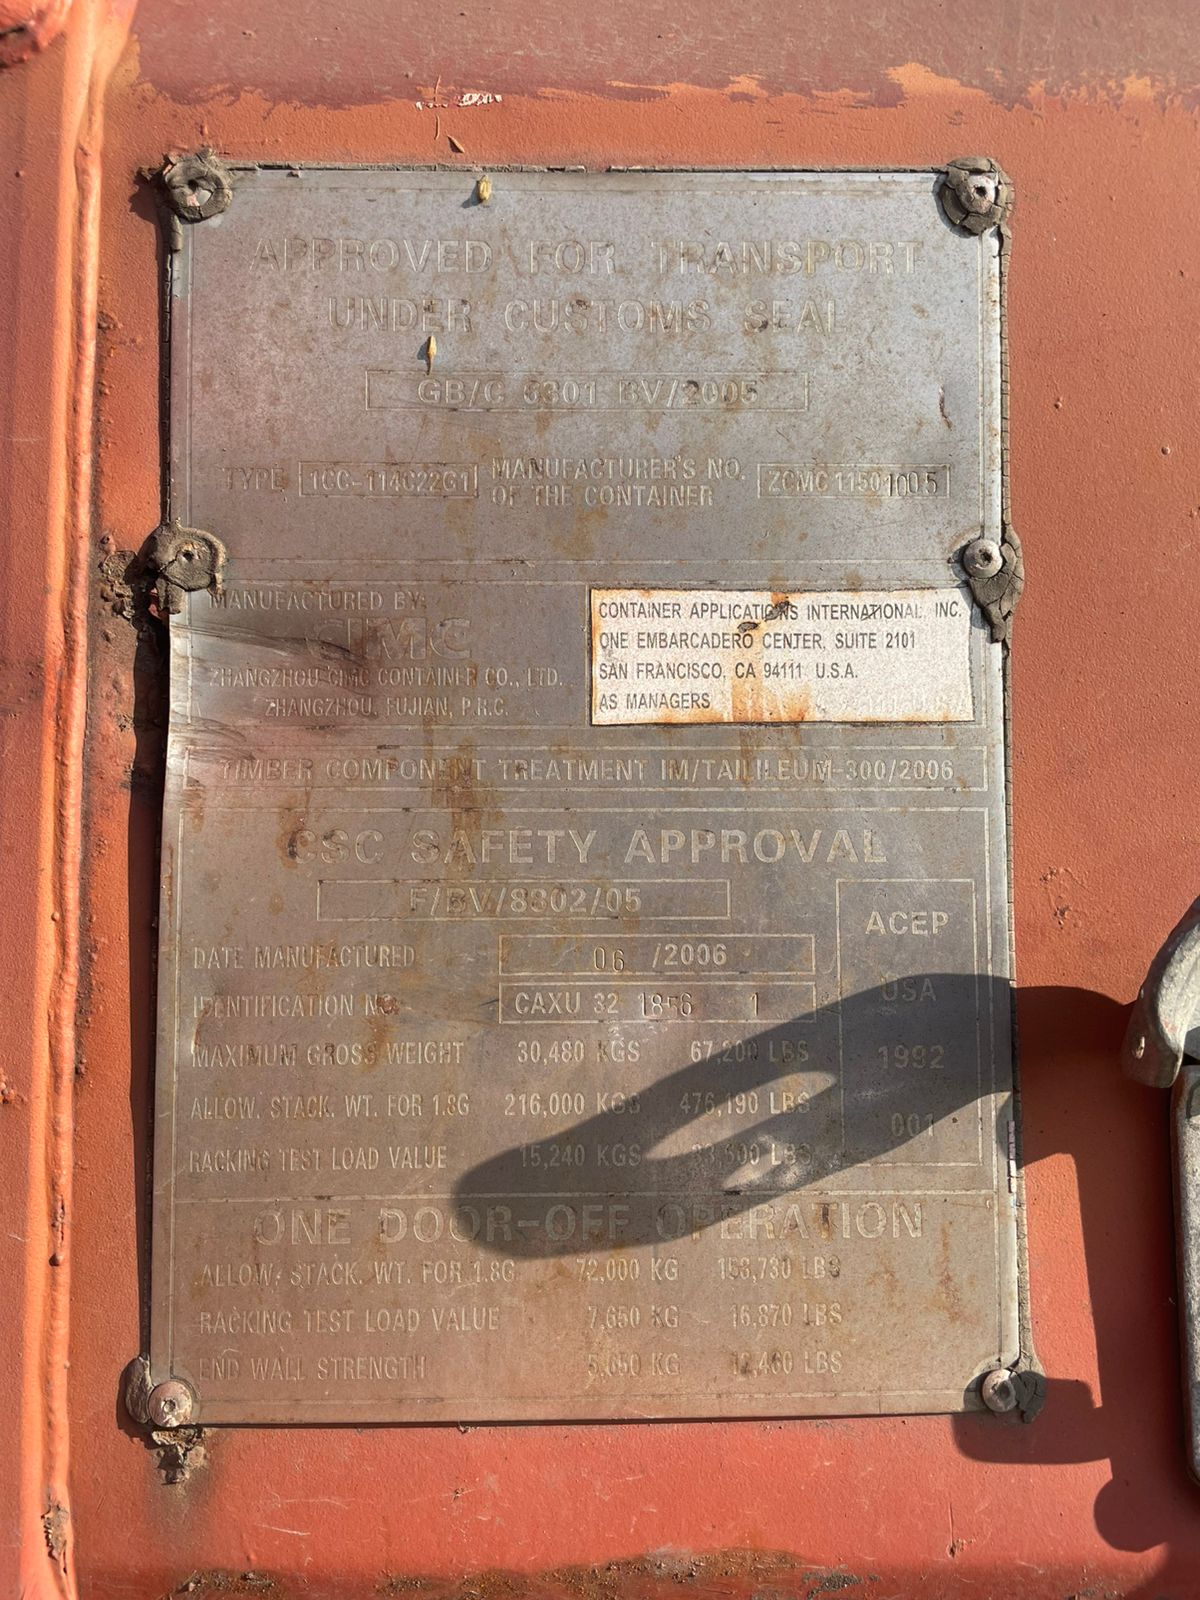 APPROVED FOR TRANSPORT
UNDER CUSTOMS SEAL
GB/C 6301 BV/2005
TYPE 1CC-114C22G1 MANUFACTURER'S NO. OF THE CONTAINER ZCMC 11501005
MANUFACTURED BY:
CIMC
ZHANGZHOU CIMC CONTAINER CO., LTD.
ZHANGZHOU, FUJIAN, P.R.C.
CONTAINER APPLICATIONS INTERNATIONAL INC.
ONE EMBARCADERO CENTER, SUITE 2101
SAN FRANCISCO, CA 94111 U.S.A.
AS MANAGERS
TIMBER COMPONENT TREATMENT IM/TAILILEUM-300/2006
CSC SAFETY APPROVAL
F/BV/8302/05
ACEP
USA
1992
001
DATE MANUFACTURED 06 /2006
IDENTIFICATION NO. CAXU 32 1856 1
MAXIMUM GROSS WEIGHT 30,480 KGS 67,200 LBS
ALLOW. STACK. WT. FOR 1.8G 216,000 KGS 476,190 LBS
RACKING TEST LOAD VALUE 15,240 KGS 33,600 LBS
ONE DOOR-OFF OPERATION
ALLOW. STACK. WT. FOR 1.8G 72,000 KG 158,730 LBS
RACKING TEST LOAD VALUE 7,650 KG 16,870 LBS
END WALL STRENGTH 5,650 KG 12,460 LBS